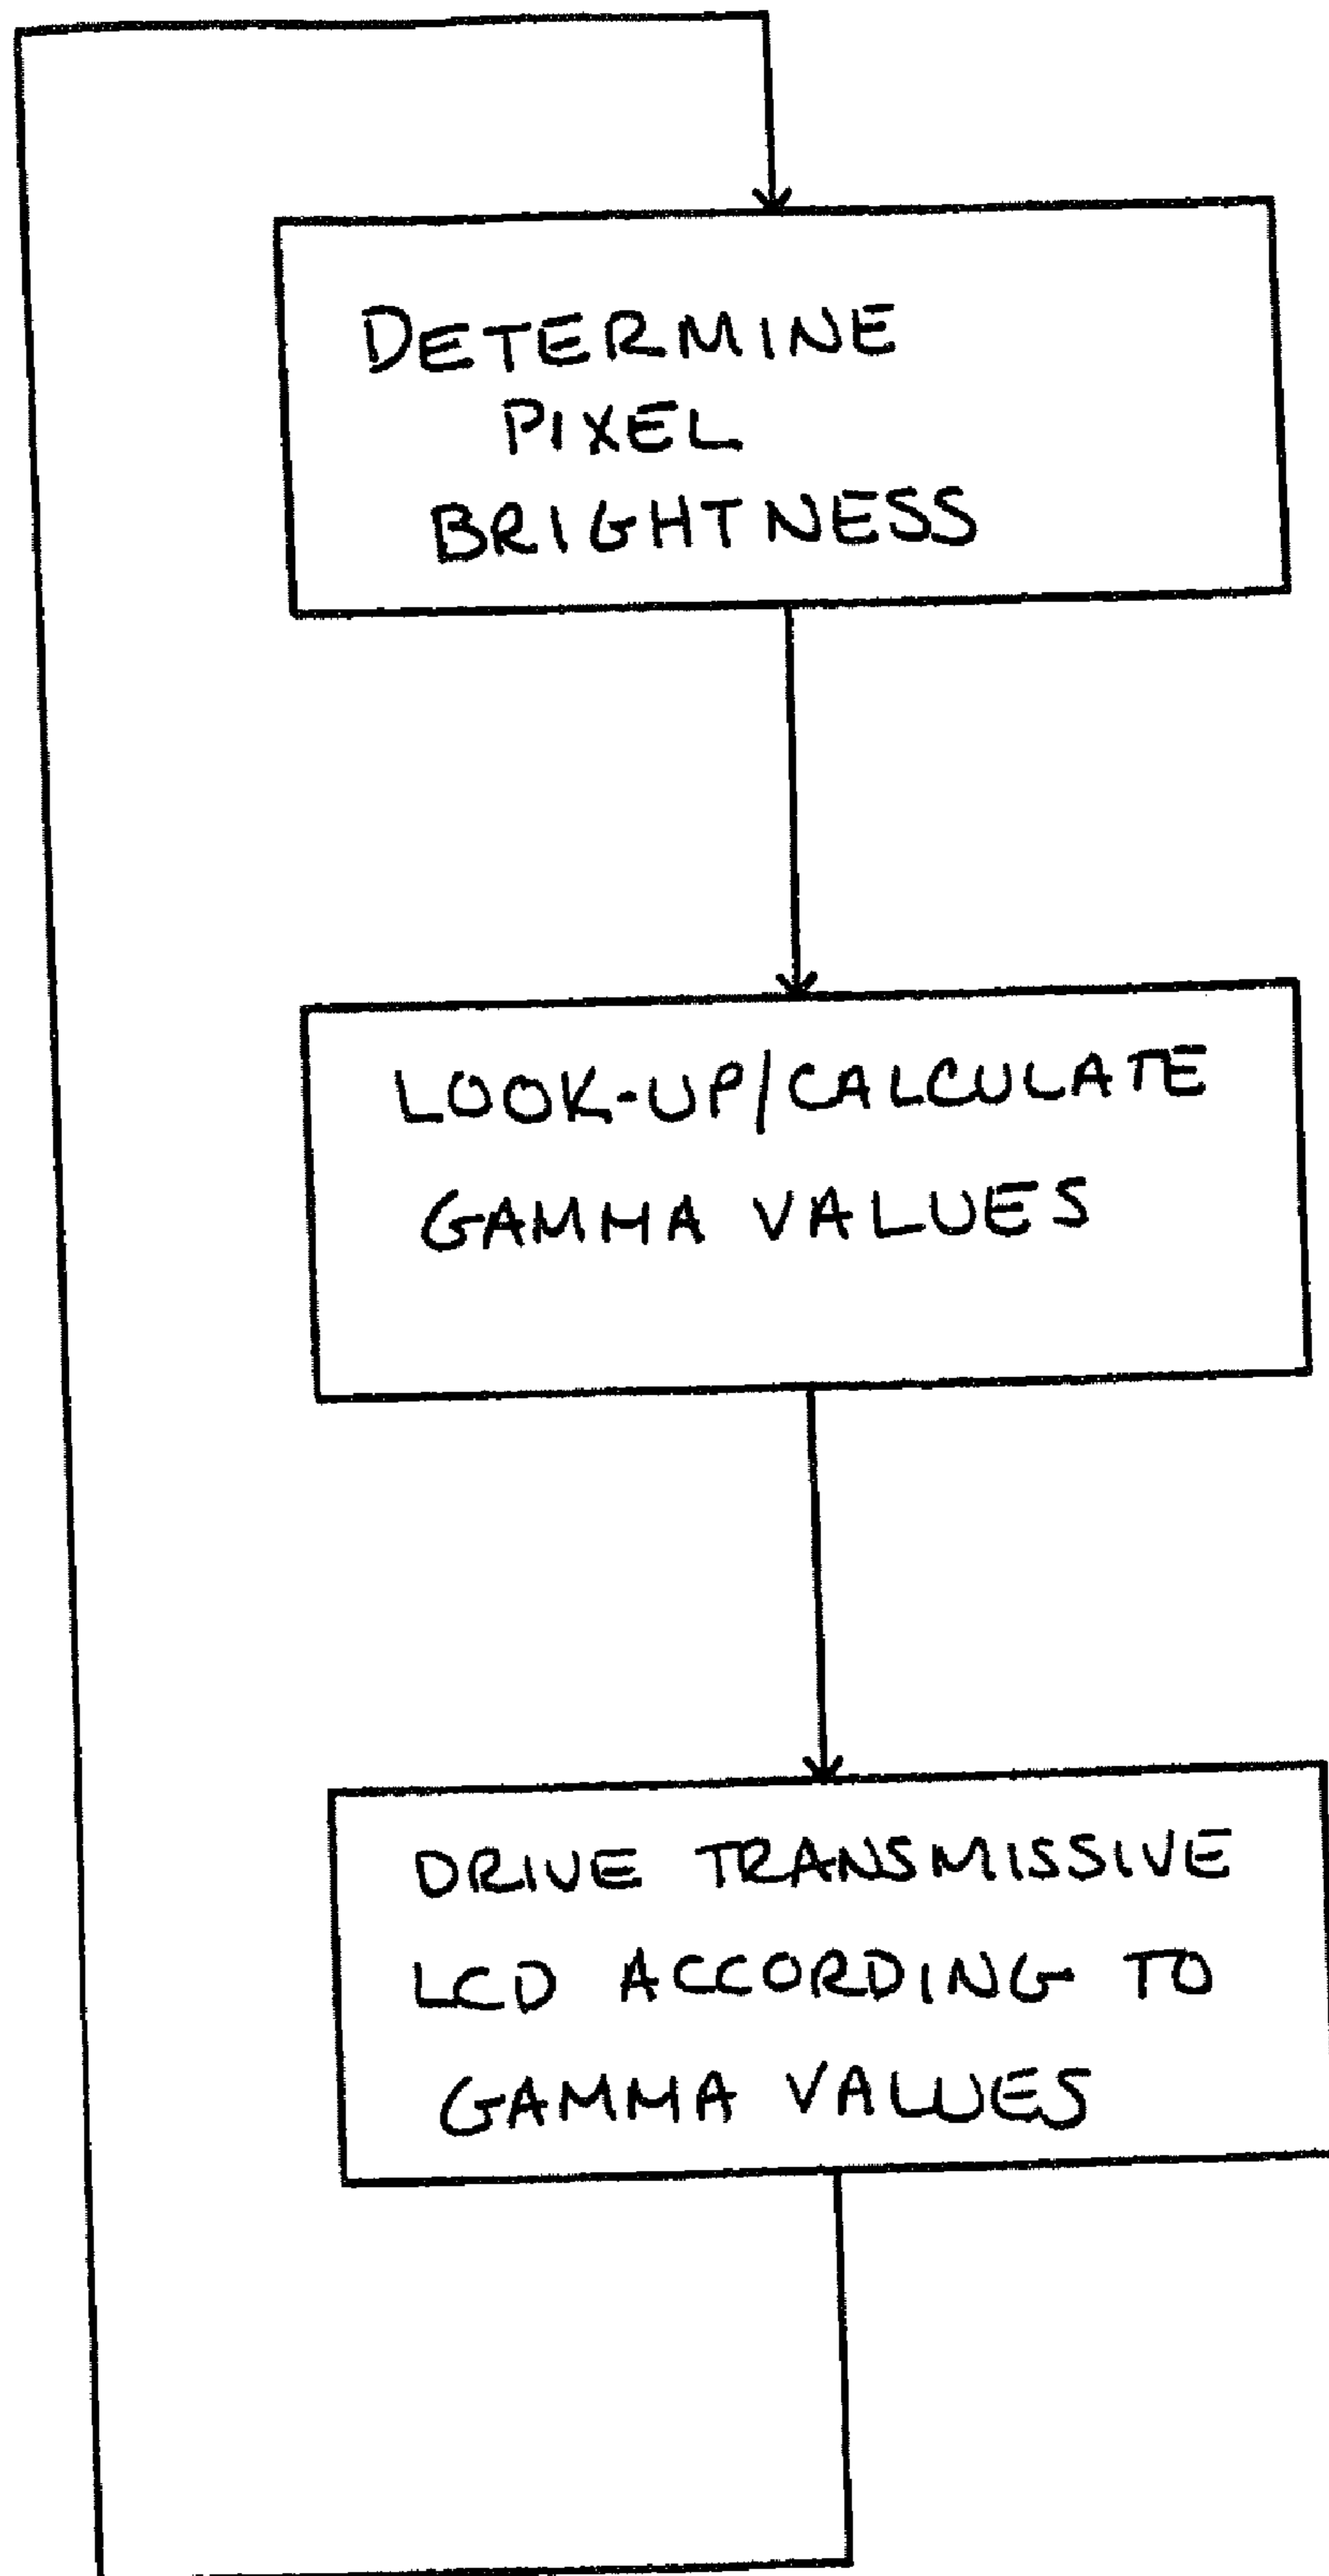 DETERMINE
PIXEL
BRIGHTNESS
LOOK-UP/CALCULATE
GAMMA VALUES
DRIVE TRANSMISSIVE
LCD ACCORDING TO
GAMMA VALUES